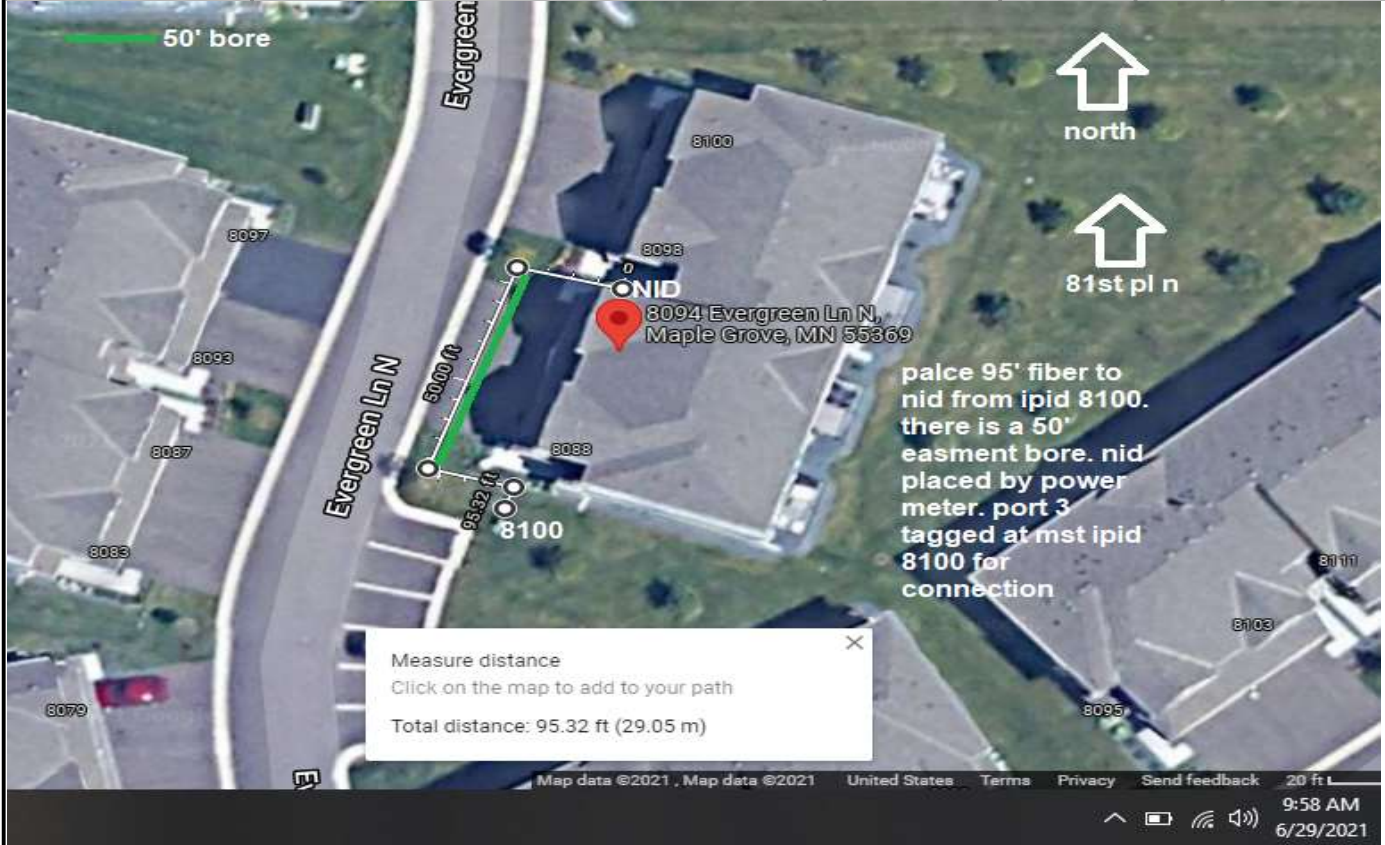 50' bore
Evergreen
8100
north
8097
8098
0
NID
81st pl n
8094 Evergreen Ln N,
Maple Grove, MN 55369
8093
50.00 ft
Evergreen Ln N
palce 95' fiber to
nid from ipid 8100.
there is a 50'
easment bore. nid
placed by power
meter. port 3
tagged at mst ipid
8100 for
connection
8087
8088
95.32 ft
8100
8083
8111
8103
8079
8095
Measure distance
Click on the map to add to your path
Total distance: 95.32 ft (29.05 m)
Map data ©2021 , Map data ©2021 United States Terms Privacy Send feedback 20 ft
9:58 AM
6/29/2021